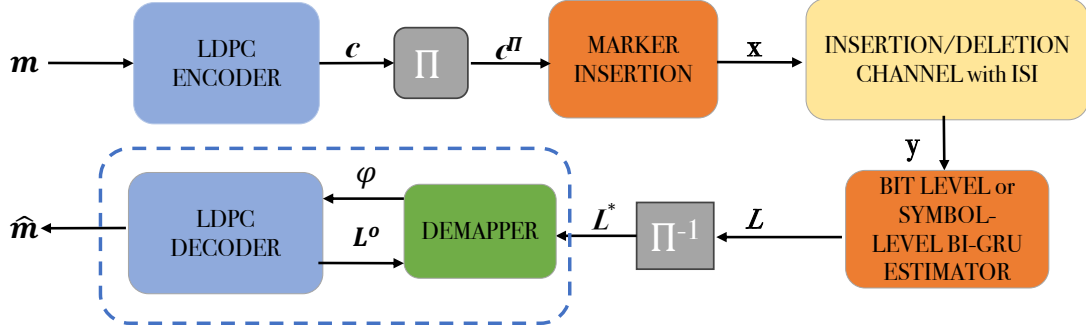 m
LDPC
ENCODER
c
Π
c^Π
MARKER
INSERTION
x
INSERTION/DELETION
CHANNEL with ISI
y
m̂
LDPC
DECODER
φ
L^o
DEMAPPER
L^*
Π^-1
L
BIT LEVEL or
SYMBOL-
LEVEL BI-GRU
ESTIMATOR